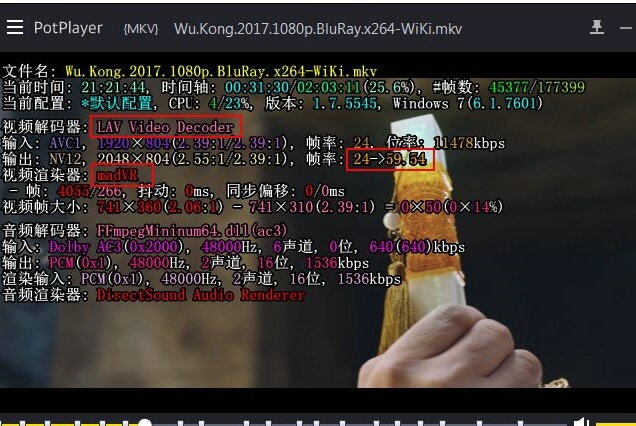 PotPlayer {MKV} Wu.Kong.2017.1080p.BluRay.x264-WiKi.mkv
文件名: Wu.Kong.2017.1080p.BluRay.x264-WiKi.mkv
当前时间: 21:21:44, 时间轴: 00:31:30/02:03:11(25.6%), #帧数: 45377/177399
当前配置: *默认配置, CPU: 4/23%, 版本: 1.7.5545, Windows 7(6.1.7601)
视频解码器: LAV Video Decoder
输入: AVC1, 1920×804(2.39:1/2.39:1), 帧率: 24, 位率: 11478kbps
输出: NV12, 2048×804(2.55:1/2.39:1), 帧率: 24->59.54
视频渲染器: madVR
- 帧: 4055/266, 抖动: 0ms, 同步偏移: 0/0ms
视频帧大小: 741×360(2.06:1) - 741×310(2.39:1) = 0×50(0×14%)
音频解码器: FFmpegMininum64.dll(ac3)
输入: Dolby AC3(0x2000), 48000Hz, 6声道, 0位, 640(640)kbps
输出: PCM(0x1), 48000Hz, 2声道, 16位, 1536kbps
渲染输入: PCM(0x1), 48000Hz, 2声道, 16位, 1536kbps
音频渲染器: DirectSound Audio Renderer